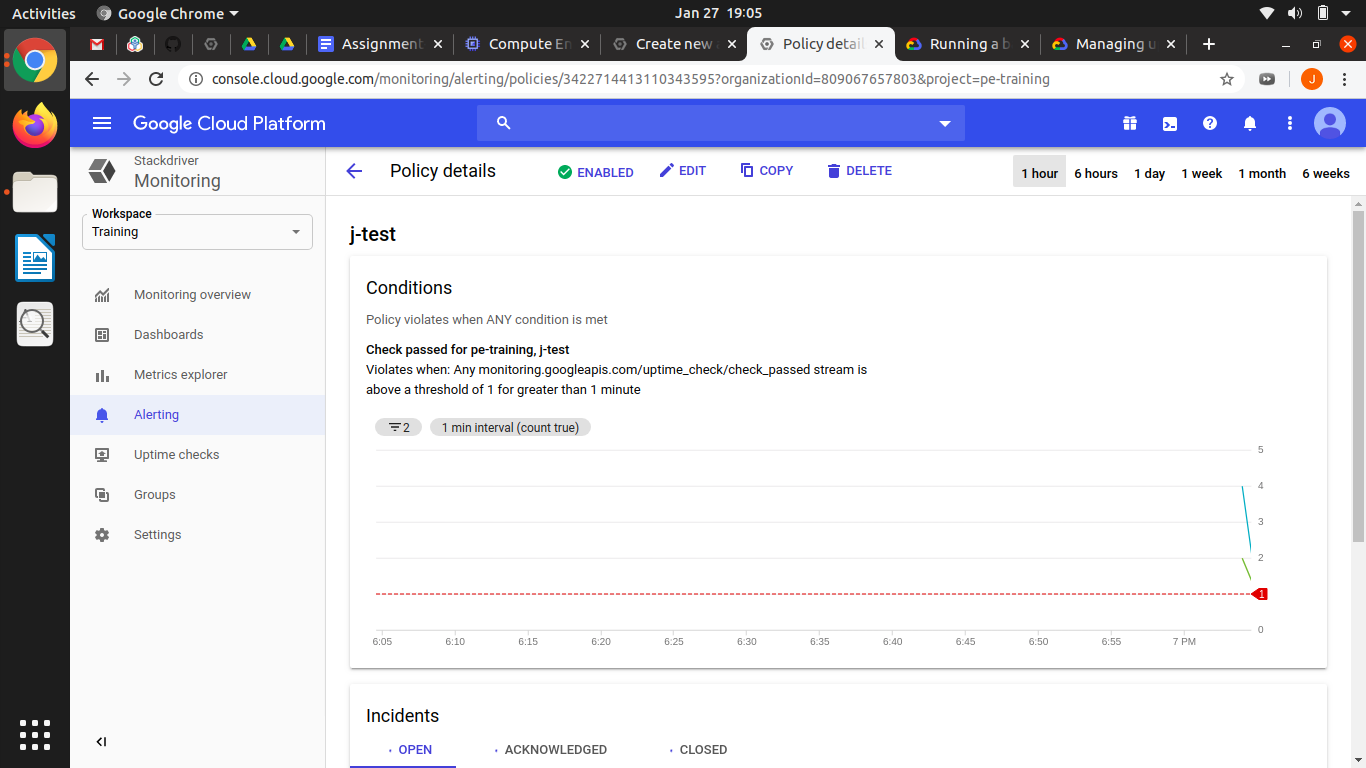 Activities
Google Chrome
Jan 27 19:05
Assignment
Compute En
Create new
Policy detai
Running a b
Managing u
console.cloud.google.com/monitoring/alerting/policies/3422714413110343595?organizationId=809067657803&project=pe-training
J
Google Cloud Platform
Stackdriver
Monitoring
Policy details
ENABLED
EDIT
COPY
DELETE
1 hour
6 hours
1 day
1 week
1 month
6 weeks
Workspace
Training
Monitoring overview
Dashboards
Metrics explorer
Alerting
Uptime checks
Groups
Settings
j-test
Conditions
Policy violates when ANY condition is met
Check passed for pe-training, j-test
Violates when: Any monitoring.googleapis.com/uptime_check/check_passed stream is
above a threshold of 1 for greater than 1 minute
2
1 min interval (count true)
5
4
3
2
1
0
6:05 6:10 6:15 6:20 6:25 6:30 6:35 6:40 6:45 6:50 6:55 7 PM
Incidents
OPEN
ACKNOWLEDGED
CLOSED